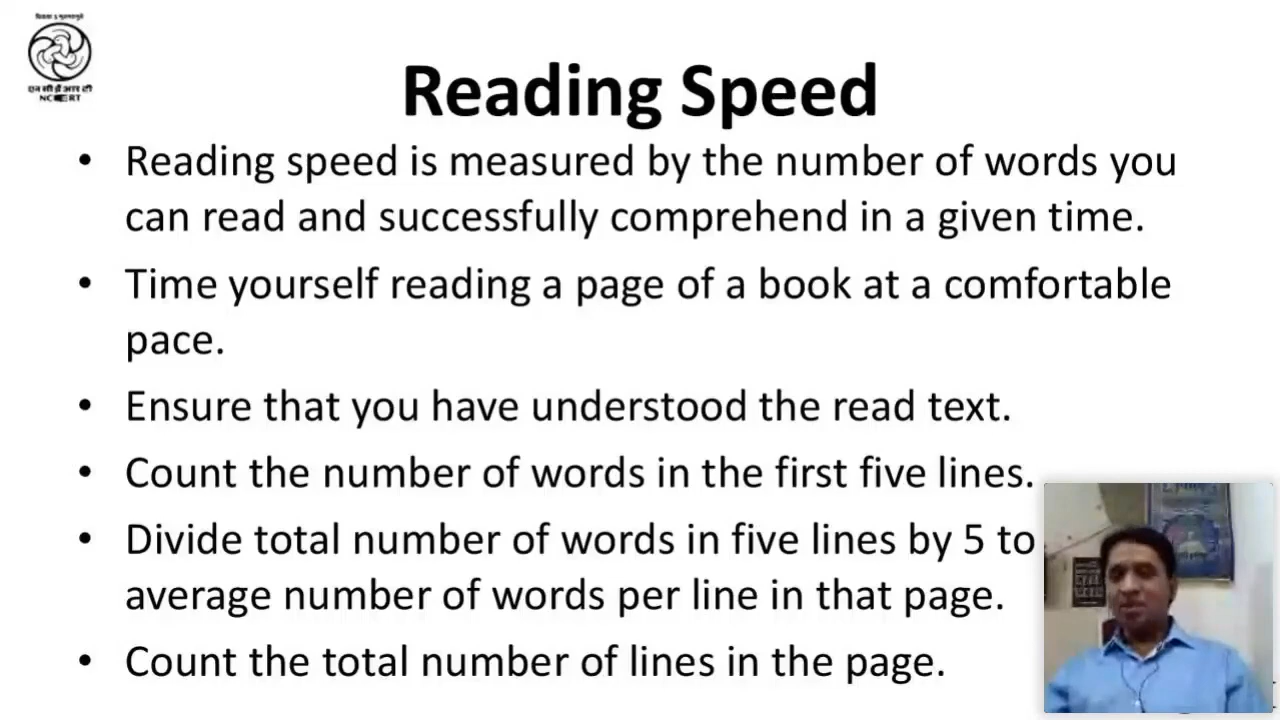 एन सी ई आर टी
NCERT
Reading Speed
• Reading speed is measured by the number of words you
can read and successfully comprehend in a given time.
• Time yourself reading a page of a book at a comfortable
pace.
• Ensure that you have understood the read text.
• Count the number of words in the first five lines.
• Divide total number of words in five lines by 5 to
average number of words per line in that page.
• Count the total number of lines in the page.